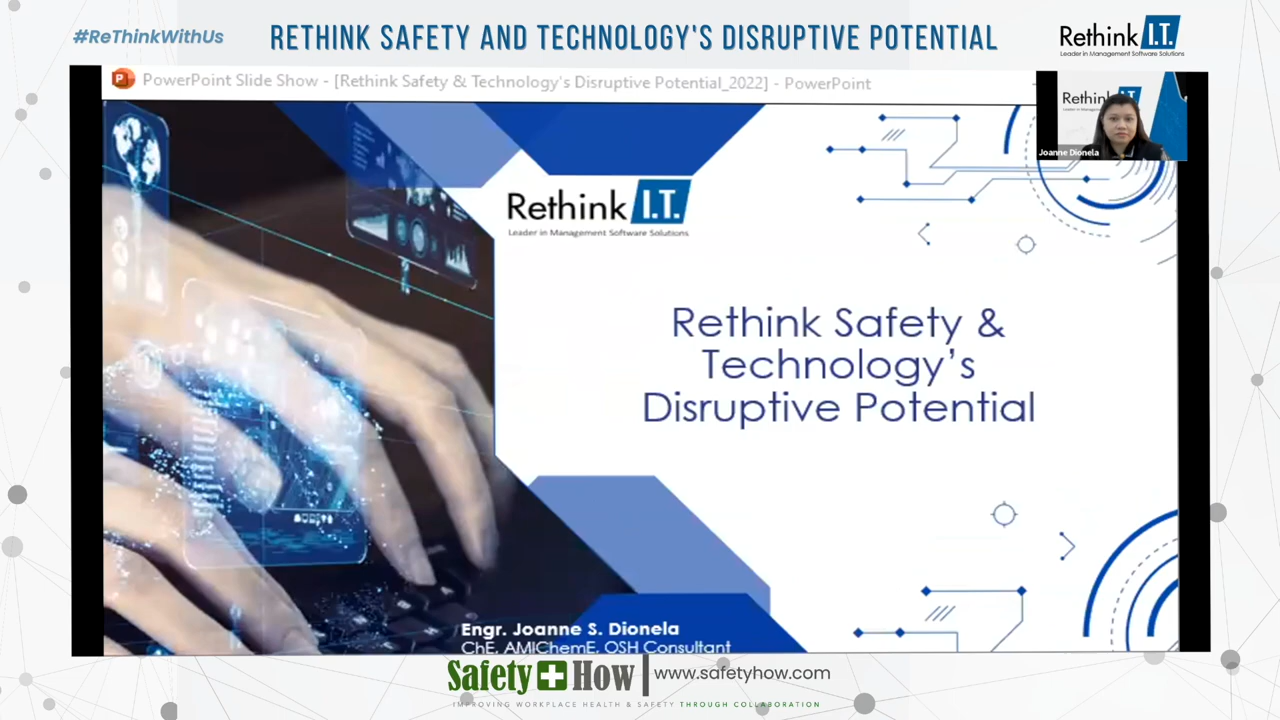 #ReThinkWithUs
RETHINK SAFETY AND TECHNOLOGY'S DISRUPTIVE POTENTIAL
Rethink I.T.
Leader in Management Software Solutions
PowerPoint Slide Show - [Rethink Safety & Technology's Disruptive Potential_2022] - PowerPoint
Rethink I.T.
Joanne Dionela
Rethink I.T.
Leader in Management Software Solutions
Rethink Safety &
Technology's
Disruptive Potential
Engr. Joanne S. Dionela
ChE, AMIChemE, OSH Consultant
Safety How
www.safetyhow.com
IMPROVING WORKPLACE HEALTH & SAFETY THROUGH COLLABORATION